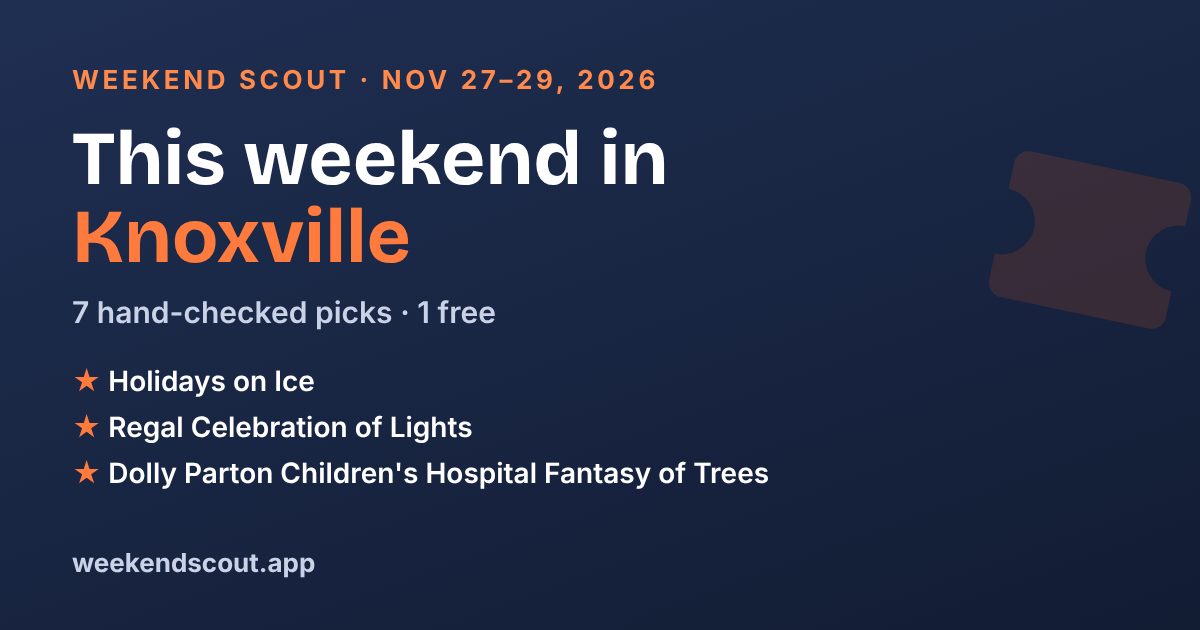 WEEKEND SCOUT · NOV 27–29, 2026
This weekend in
Knoxville
7 hand-checked picks · 1 free
★ Holidays on Ice
★ Regal Celebration of Lights
★ Dolly Parton Children's Hospital Fantasy of Trees
weekendscout.app